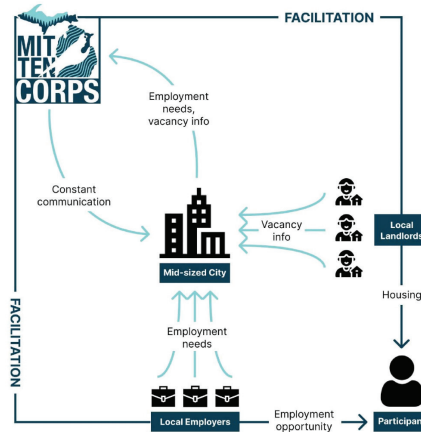 FACILITATION
MIT
TEN
CORPS
Employment
needs,
vacancy info
Constant
communication
Vacancy
info
Local
Landlords
Mid-sized City
Housing
FACILITATION
Employment
needs
Local Employers
Employment
opportunity
Participant